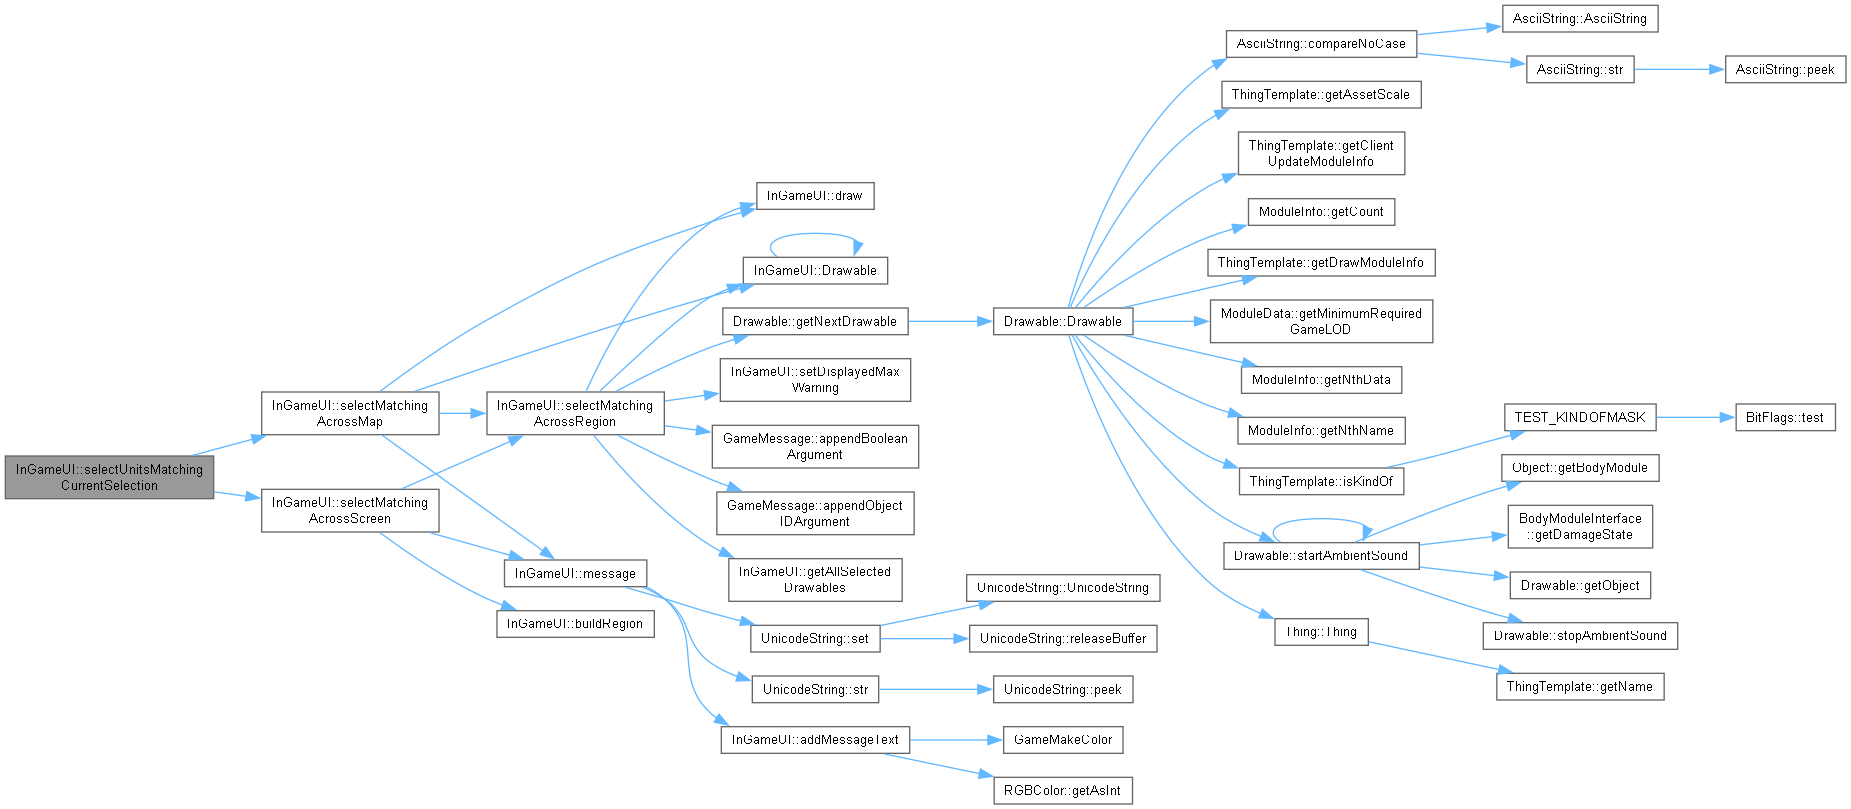 InGameUI::selectUnitsMatching
CurrentSelection
InGameUI::selectMatching
AcrossMap
InGameUI::selectMatching
AcrossScreen
InGameUI::selectMatching
AcrossRegion
InGameUI::message
InGameUI::buildRegion
InGameUI::draw
InGameUI::Drawable
Drawable::getNextDrawable
InGameUI::setDisplayedMax
Warning
GameMessage::appendBoolean
Argument
GameMessage::appendObject
IDArgument
InGameUI::getAllSelected
Drawables
UnicodeString::set
UnicodeString::str
InGameUI::addMessageText
Drawable::Drawable
UnicodeString::UnicodeString
UnicodeString::releaseBuffer
UnicodeString::peek
GameMakeColor
RGBColor::getAsInt
AsciiString::compareNoCase
ThingTemplate::getAssetScale
ThingTemplate::getClient
UpdateModuleInfo
ModuleInfo::getCount
ThingTemplate::getDrawModuleInfo
ModuleData::getMinimumRequired
GameLOD
ModuleInfo::getNthData
ModuleInfo::getNthName
ThingTemplate::isKindOf
Drawable::startAmbientSound
Thing::Thing
AsciiString::AsciiString
AsciiString::str
AsciiString::peek
TEST_KINDOFMASK
BitFlags::test
Object::getBodyModule
BodyModuleInterface
::getDamageState
Drawable::getObject
Drawable::stopAmbientSound
ThingTemplate::getName